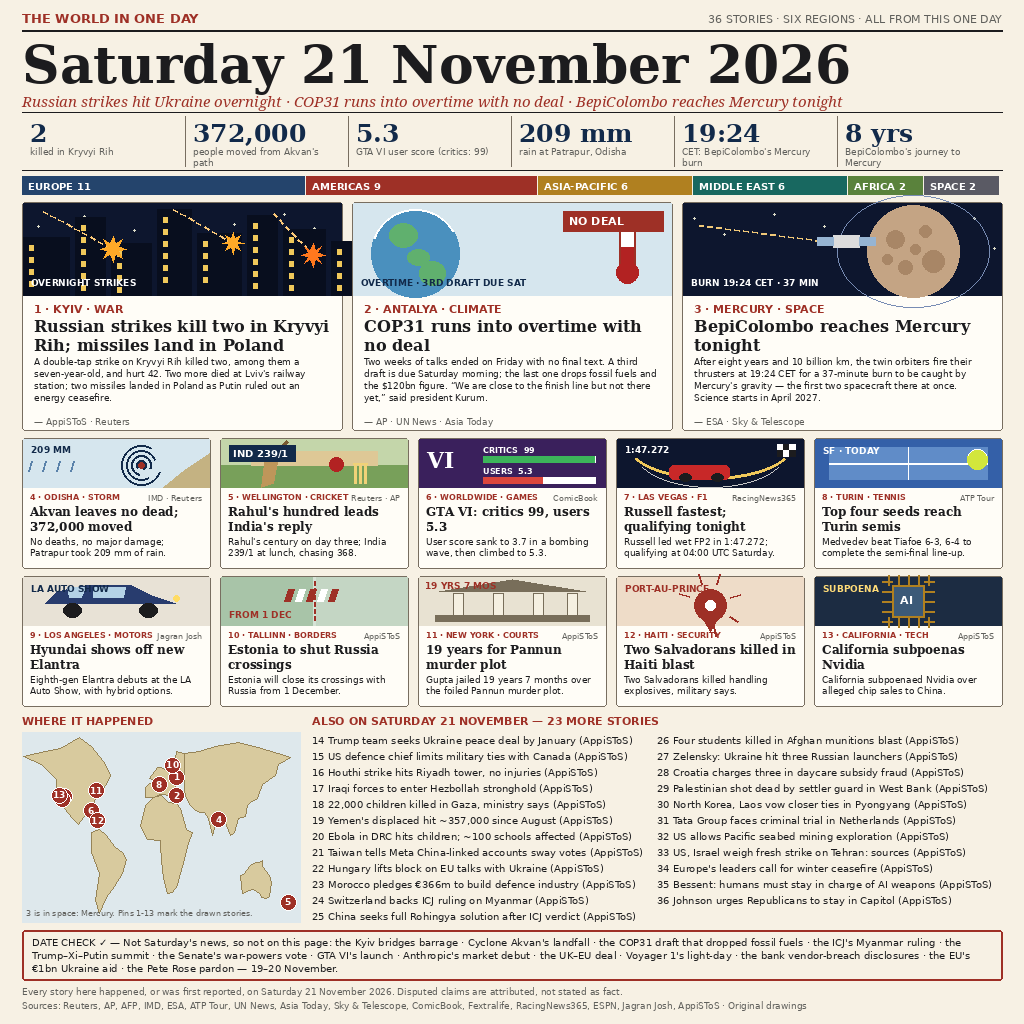 THE WORLD IN ONE DAY
36 STORIES · SIX REGIONS · ALL FROM THIS ONE DAY
Saturday 21 November 2026
Russian strikes hit Ukraine overnight · COP31 runs into overtime with no deal · BepiColombo reaches Mercury tonight
2
killed in Kryvyi Rih
372,000
people moved from Akvan's
path
5.3
GTA VI user score (critics: 99)
209 mm
rain at Patrapur, Odisha
19:24
CET: BepiColombo's Mercury
burn
8 yrs
BepiColombo's journey to
Mercury
EUROPE 11
AMERICAS 9
ASIA-PACIFIC 6
MIDDLE EAST 6
AFRICA 2
SPACE 2
OVERNIGHT STRIKES
1 · KYIV · WAR
Russian strikes kill two in Kryvyi
Rih; missiles land in Poland
A double-tap strike on Kryvyi Rih killed two, among them a
seven-year-old, and hurt 42. Two more died at Lviv's railway
station; two missiles landed in Poland as Putin ruled out an
energy ceasefire.
— AppiSToS · Reuters
NO DEAL
OVERTIME · 3RD DRAFT DUE SAT
2 · ANTALYA · CLIMATE
COP31 runs into overtime with
no deal
Two weeks of talks ended on Friday with no final text. A third
draft is due Saturday morning; the last one drops fossil fuels and
the $120bn figure. “We are close to the finish line but not there
yet,” said president Kurum.
— AP · UN News · Asia Today
BURN 19:24 CET · 37 MIN
3 · MERCURY · SPACE
BepiColombo reaches Mercury
tonight
After eight years and 10 billion km, the twin orbiters fire their
thrusters at 19:24 CET for a 37-minute burn to be caught by
Mercury's gravity — the first two spacecraft there at once.
Science starts in April 2027.
— ESA · Sky & Telescope
209 MM
4 · ODISHA · STORM
IMD · Reuters
Akvan leaves no dead;
372,000 moved
No deaths, no major damage;
Patrapur took 209 mm of rain.
IND 239/1
5 · WELLINGTON · CRICKET
Reuters · AP
Rahul's hundred leads
India's reply
Rahul's century on day three; India
239/1 at lunch, chasing 368.
VI
CRITICS 99
USERS 5.3
6 · WORLDWIDE · GAMES
ComicBook
GTA VI: critics 99, users
5.3
User score sank to 3.7 in a bombing
wave, then climbed to 5.3.
1:47.272
7 · LAS VEGAS · F1
RacingNews365
Russell fastest;
qualifying tonight
Russell led wet FP2 in 1:47.272;
qualifying at 04:00 UTC Saturday.
SF · TODAY
8 · TURIN · TENNIS
ATP Tour
Top four seeds reach
Turin semis
Medvedev beat Tiafoe 6-3, 6-4 to
complete the semi-final line-up.
LA AUTO SHOW
9 · LOS ANGELES · MOTORS
Jagran Josh
Hyundai shows off new
Elantra
Eighth-gen Elantra debuts at the LA
Auto Show, with hybrid options.
FROM 1 DEC
10 · TALLINN · BORDERS
AppiSToS
Estonia to shut Russia
crossings
Estonia will close its crossings with
Russia from 1 December.
19 YRS 7 MOS
11 · NEW YORK · COURTS
AppiSToS
19 years for Pannun
murder plot
Gupta jailed 19 years 7 months over
the foiled Pannun murder plot.
PORT-AU-PRINCE
12 · HAITI · SECURITY
AppiSToS
Two Salvadorans killed in
Haiti blast
Two Salvadorans killed handling
explosives, military says.
SUBPOENA
AI
13 · CALIFORNIA · TECH
AppiSToS
California subpoenas
Nvidia
California subpoenaed Nvidia over
alleged chip sales to China.
WHERE IT HAPPENED
10
1
8
2
13
11
6
12
4
5
3 is in space: Mercury. Pins 1-13 mark the drawn stories.
ALSO ON SATURDAY 21 NOVEMBER — 23 MORE STORIES
14 Trump team seeks Ukraine peace deal by January (AppiSToS)
15 US defence chief limits military ties with Canada (AppiSToS)
16 Houthi strike hits Riyadh tower, no injuries (AppiSToS)
17 Iraqi forces to enter Hezbollah stronghold (AppiSToS)
18 22,000 children killed in Gaza, ministry says (AppiSToS)
19 Yemen's displaced hit ~357,000 since August (AppiSToS)
20 Ebola in DRC hits children; ~100 schools affected (AppiSToS)
21 Taiwan tells Meta China-linked accounts sway votes (AppiSToS)
22 Hungary lifts block on EU talks with Ukraine (AppiSToS)
23 Morocco pledges €366m to build defence industry (AppiSToS)
24 Switzerland backs ICJ ruling on Myanmar (AppiSToS)
25 China seeks full Rohingya solution after ICJ verdict (AppiSToS)
26 Four students killed in Afghan munitions blast (AppiSToS)
27 Zelensky: Ukraine hit three Russian launchers (AppiSToS)
28 Croatia charges three in daycare subsidy fraud (AppiSToS)
29 Palestinian shot dead by settler guard in West Bank (AppiSToS)
30 North Korea, Laos vow closer ties in Pyongyang (AppiSToS)
31 Tata Group faces criminal trial in Netherlands (AppiSToS)
32 US allows Pacific seabed mining exploration (AppiSToS)
33 US, Israel weigh fresh strike on Tehran: sources (AppiSToS)
34 Europe's leaders call for winter ceasefire (AppiSToS)
35 Bessent: humans must stay in charge of AI weapons (AppiSToS)
36 Johnson urges Republicans to stay in Capitol (AppiSToS)
DATE CHECK ✓ — Not Saturday's news, so not on this page: the Kyiv bridges barrage · Cyclone Akvan's landfall · the COP31 draft that dropped fossil fuels · the ICJ's Myanmar ruling · the
Trump–Xi–Putin summit · the Senate's war-powers vote · GTA VI's launch · Anthropic's market debut · the UK–EU deal · Voyager 1's light-day · the bank vendor-breach disclosures · the EU's
€1bn Ukraine aid · the Pete Rose pardon — 19–20 November.
Every story here happened, or was first reported, on Saturday 21 November 2026. Disputed claims are attributed, not stated as fact.
Sources: Reuters, AP, AFP, IMD, ESA, ATP Tour, UN News, Asia Today, Sky & Telescope, ComicBook, Fextralife, RacingNews365, ESPN, Jagran Josh, AppiSToS · Original drawings